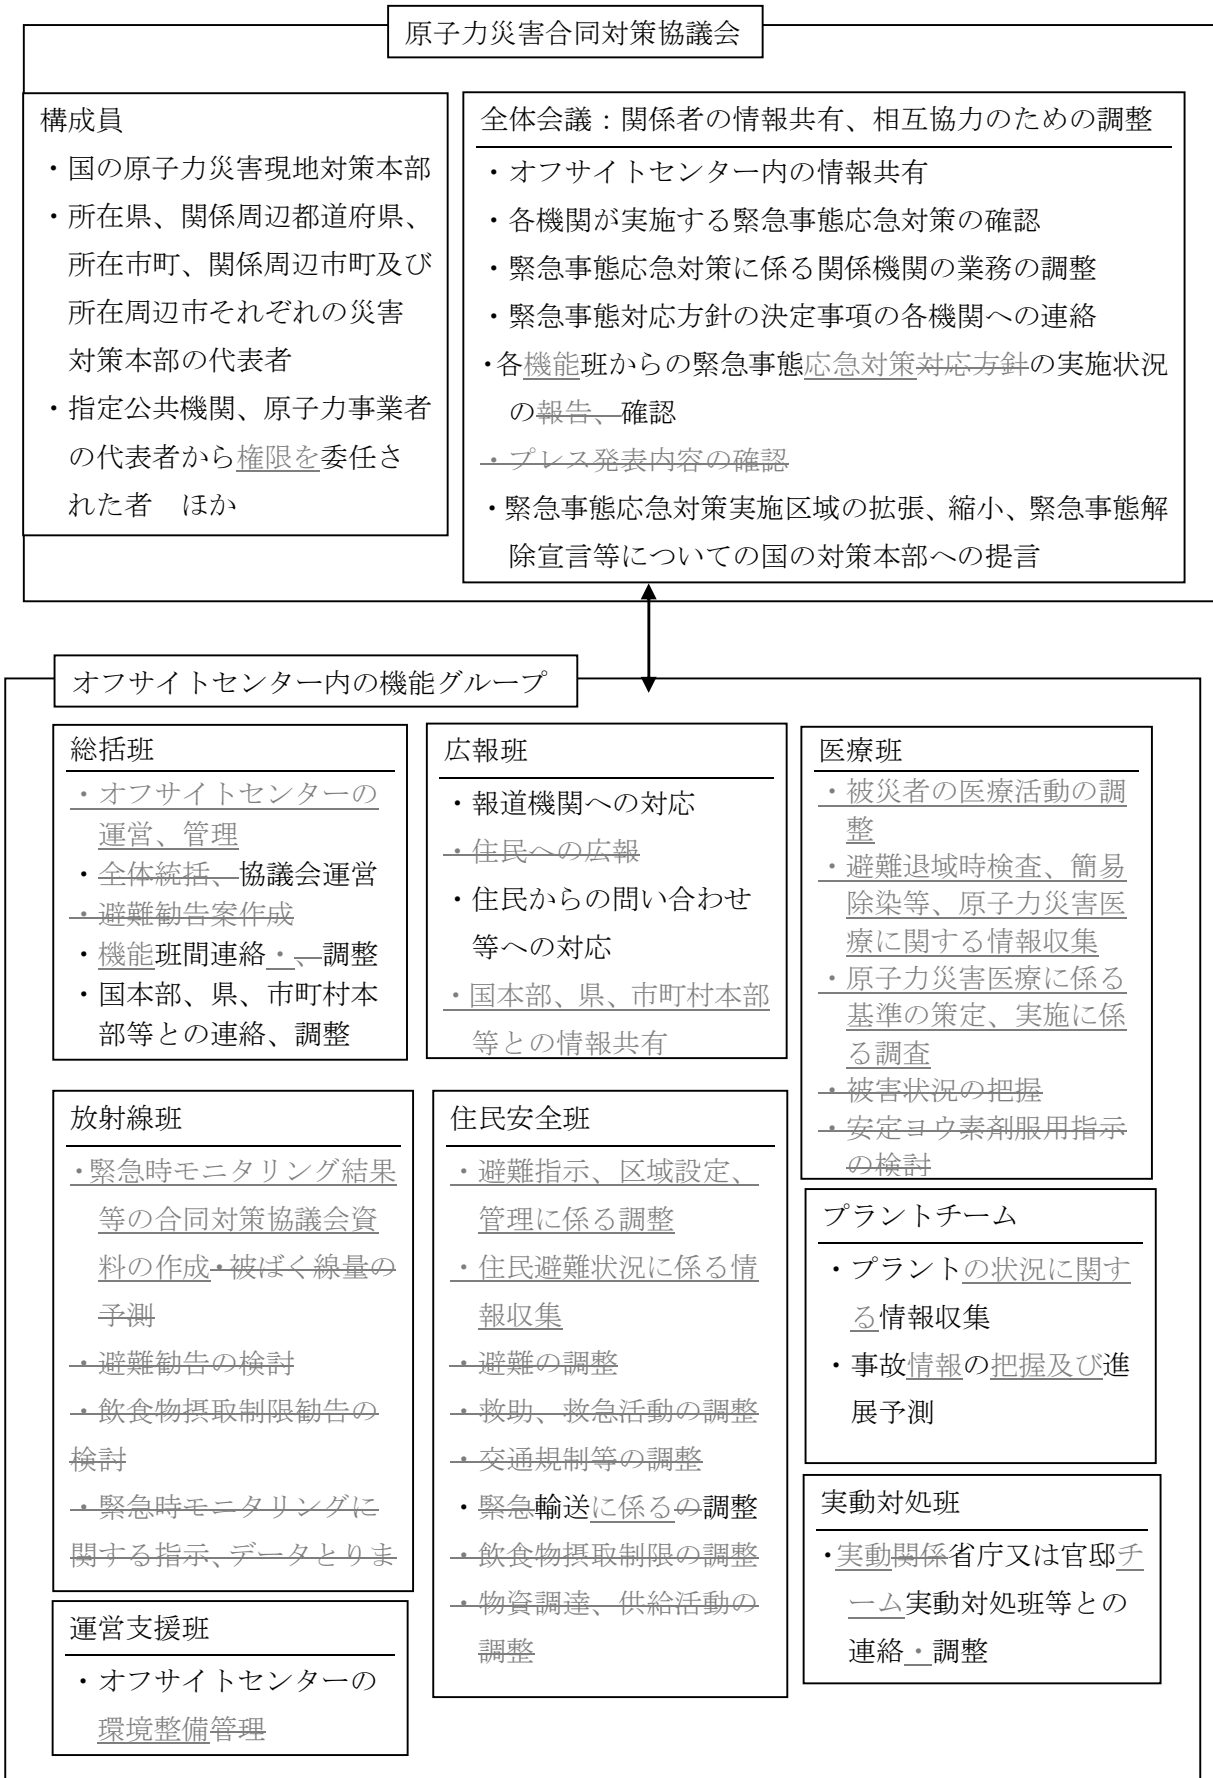 原子力災害合同対策協議会
構成員
・国の原子力災害現地対策本部
・所在県、関係周辺都道府県、
所在市町、関係周辺市町及び
所在周辺市それぞれの災害
対策本部の代表者
・指定公共機関、原子力事業者
の代表者から権限を委任さ
れた者　ほか
全体会議：関係者の情報共有、相互協力のための調整
・オフサイトセンター内の情報共有
・各機関が実施する緊急事態応急対策の確認
・緊急事態応急対策に係る関係機関の業務の調整
・緊急事態対応方針の決定事項の各機関への連絡
・各機能班からの緊急事態応急対策対応方針の実施状況
の報告、確認
・プレス発表内容の確認
・緊急事態応急対策実施区域の拡張、縮小、緊急事態解
除宣言等についての国の対策本部への提言
オフサイトセンター内の機能グループ
総括班
・オフサイトセンターの
運営、管理
・全体統括、協議会運営
・避難勧告案作成
・機能班間連絡・、調整
・国本部、県、市町村本
部等との連絡、調整
広報班
・報道機関への対応
・住民への広報
・住民からの問い合わせ
等への対応
・国本部、県、市町村本部
等との情報共有
医療班
・被災者の医療活動の調
整
・避難退域時検査、簡易
除染等、原子力災害医
療に関する情報収集
・原子力災害医療に係る
基準の策定、実施に係
る調査
・被害状況の把握
・安定ヨウ素剤服用指示
の検討
放射線班
・緊急時モニタリング結果
等の合同対策協議会資
料の作成・被ばく線量の
予測
・避難勧告の検討
・飲食物摂取制限勧告の
検討
・緊急時モニタリングに
関する指示、データとりま
住民安全班
・避難指示、区域設定、
管理に係る調整
・住民避難状況に係る情
報収集
・避難の調整
・救助、救急活動の調整
・交通規制等の調整
・緊急輸送に係るの調整
・飲食物摂取制限の調整
・物資調達、供給活動の
調整
プラントチーム
・プラントの状況に関す
る情報収集
・事故情報の把握及び進
展予測
実動対処班
・実動関係省庁又は官邸チ
ーム実動対処班等との
連絡・調整
運営支援班
・オフサイトセンターの
環境整備管理